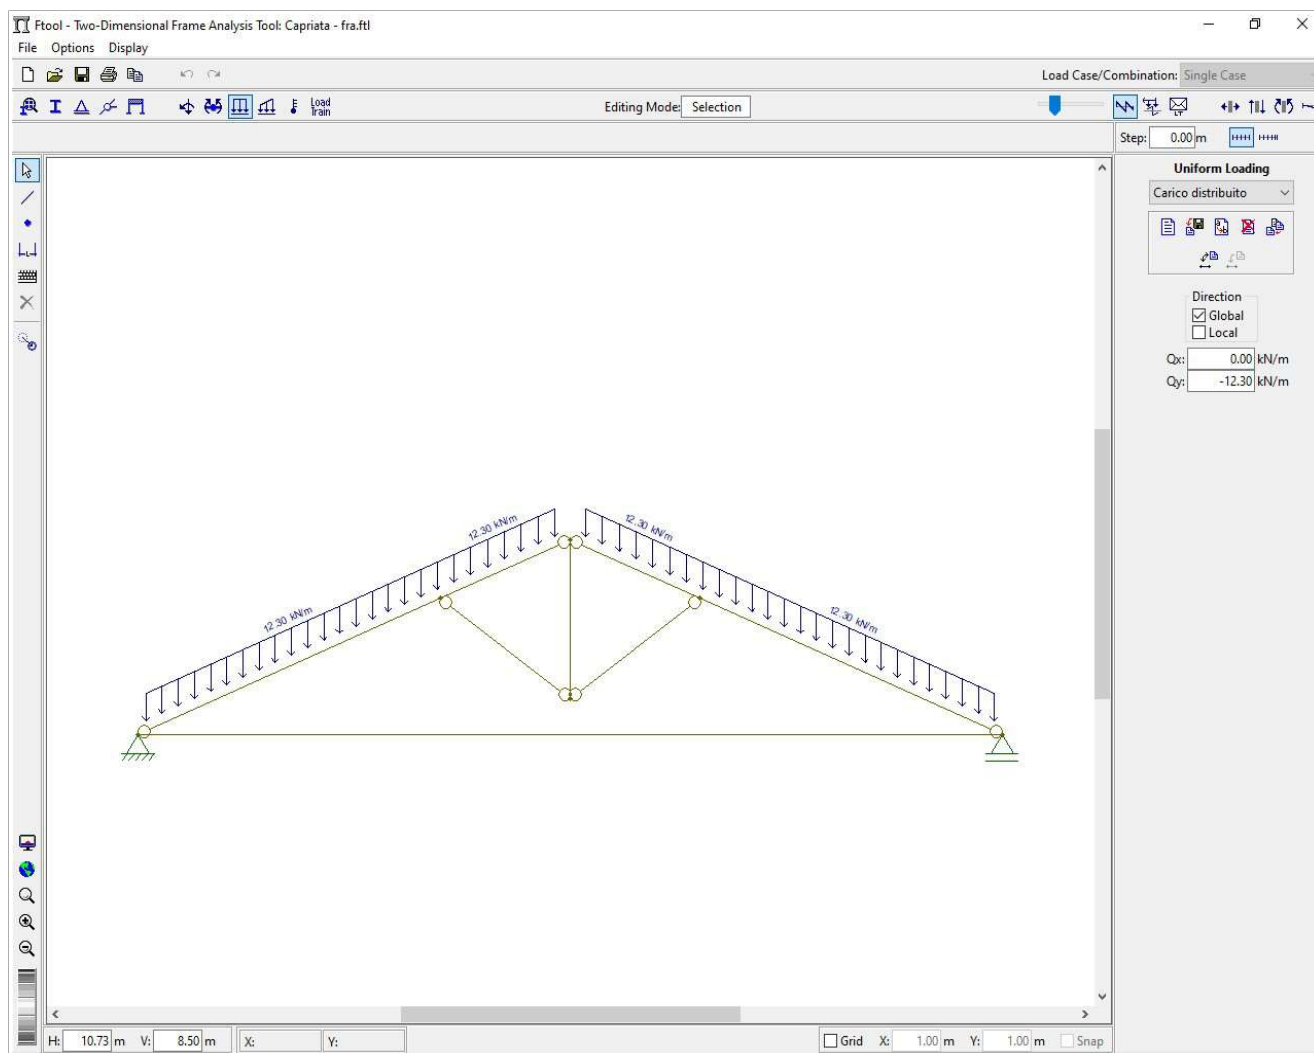 Ftool - Two-Dimensional Frame Analysis Tool: Capriata - fra.ftl
File Options Display
Load Case/Combination: Single Case
Load Train
Editing Mode: Selection
LT
Step: 0.00 m
Uniform Loading
Carico distribuito
Direction
Global
Local
Qx: 0.00 kN/m
Qy: -12.30 kN/m
12.30 kN/m
12.30 kN/m
12.30 kN/m
12.30 kN/m
H: 10.73 m V: 8.50 m X: Y:
Grid X: 1.00 m Y: 1.00 m Snap